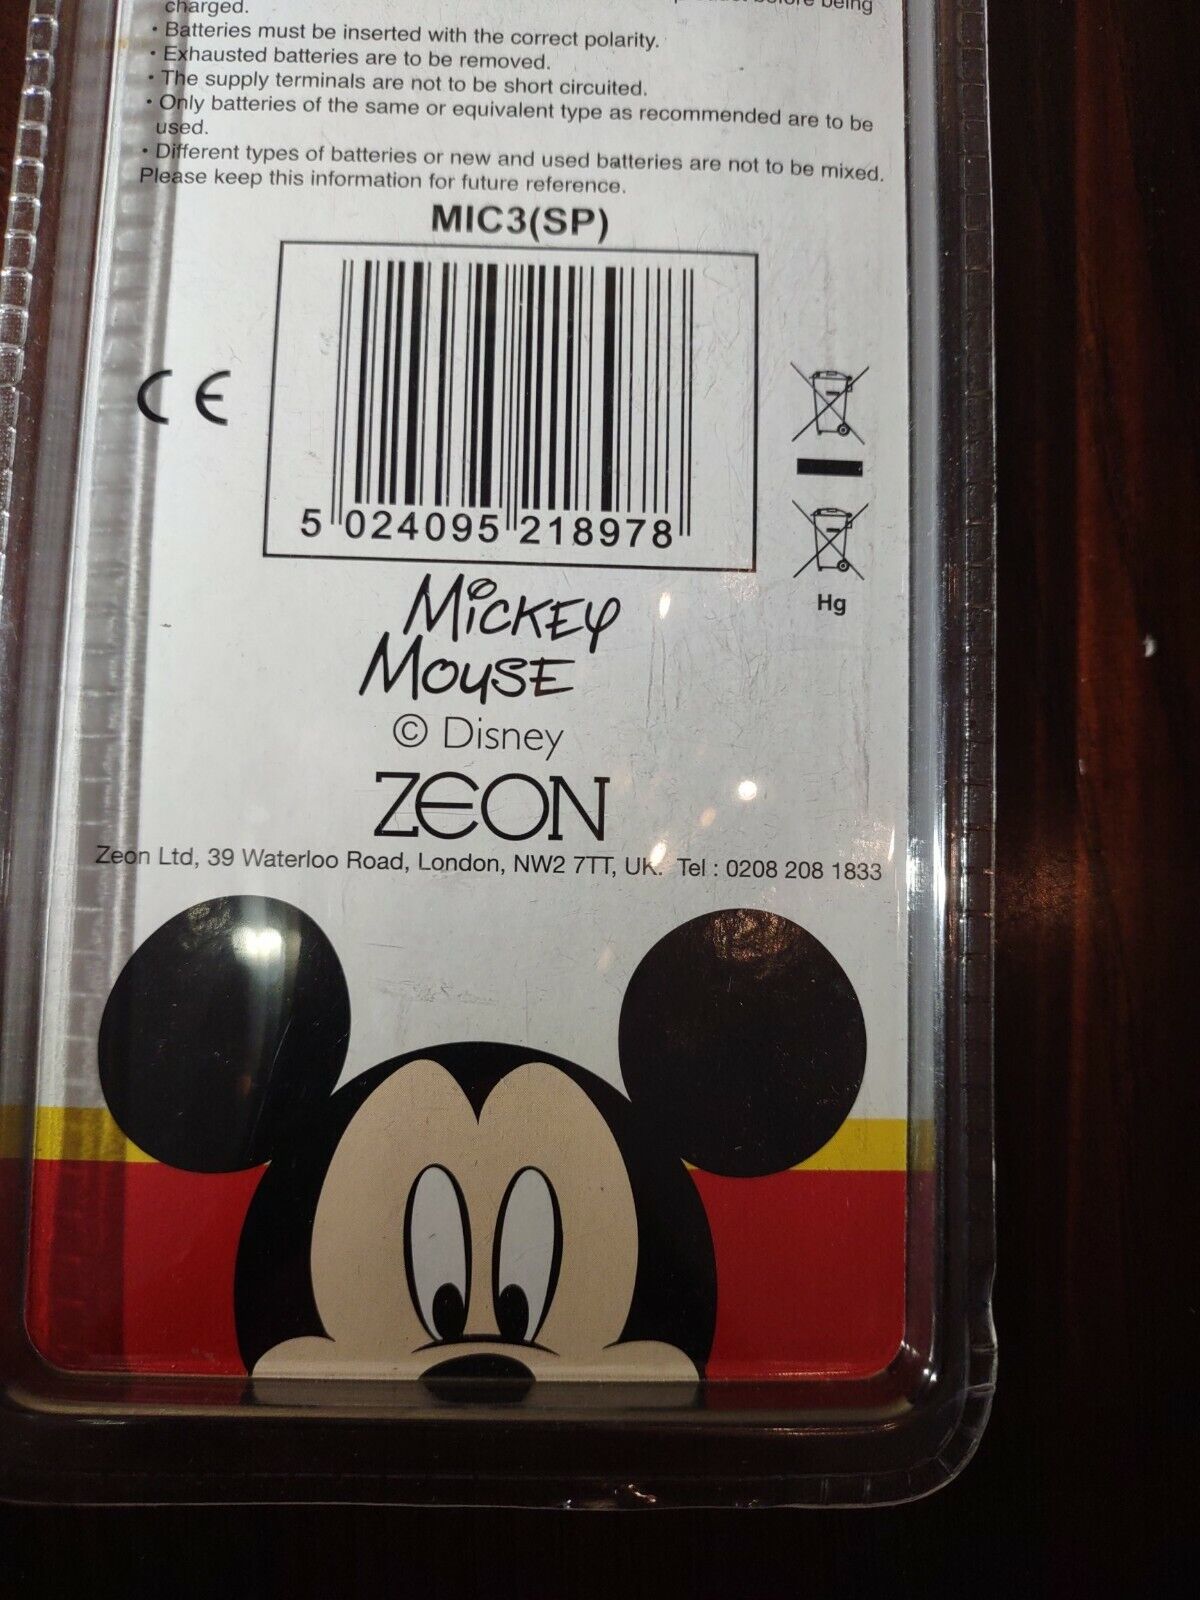 charged.
product before being
• Batteries must be inserted with the correct polarity.
• Exhausted batteries are to be removed.
• The supply terminals are not to be short circuited.
• Only batteries of the same or equivalent type as recommended are to be
used.
• Different types of batteries or new and used batteries are not to be mixed.
Please keep this information for future reference.
MIC3(SP)
CE
5 024095 218978
Hg
Mickey
Mouse
© Disney
ZEON
Zeon Ltd, 39 Waterloo Road, London, NW2 7TT, UK. Tel : 0208 208 1833